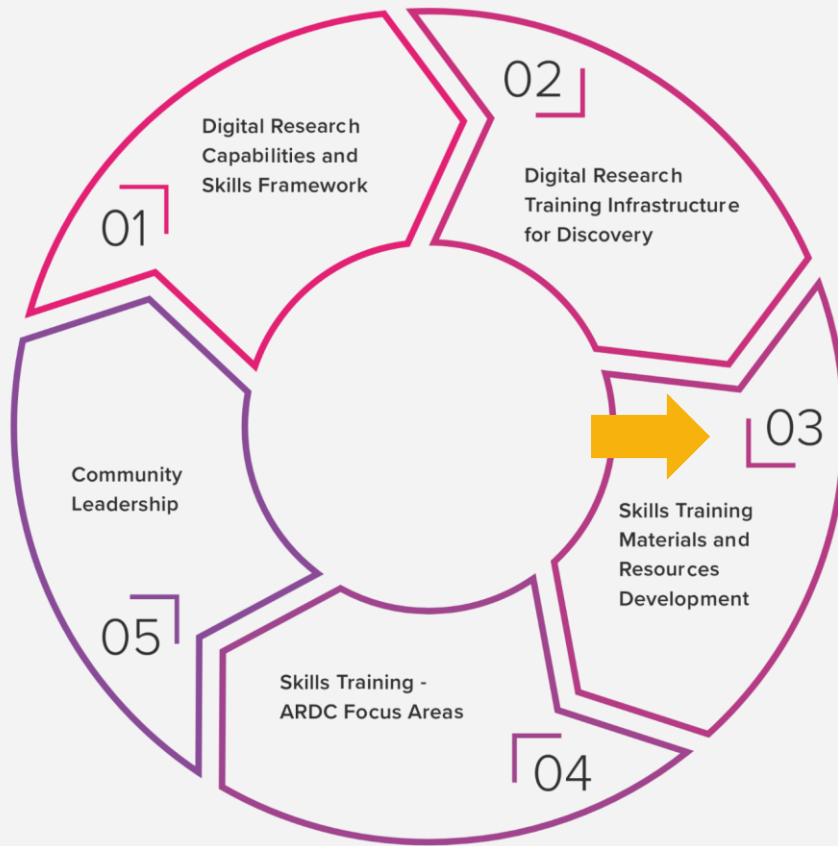 01
Digital Research
Capabilities and
Skills Framework
02
Digital Research
Training Infrastructure
for Discovery
03
Skills Training
Materials and
Resources
Development
04
Skills Training -
ARDC Focus Areas
05
Community
Leadership